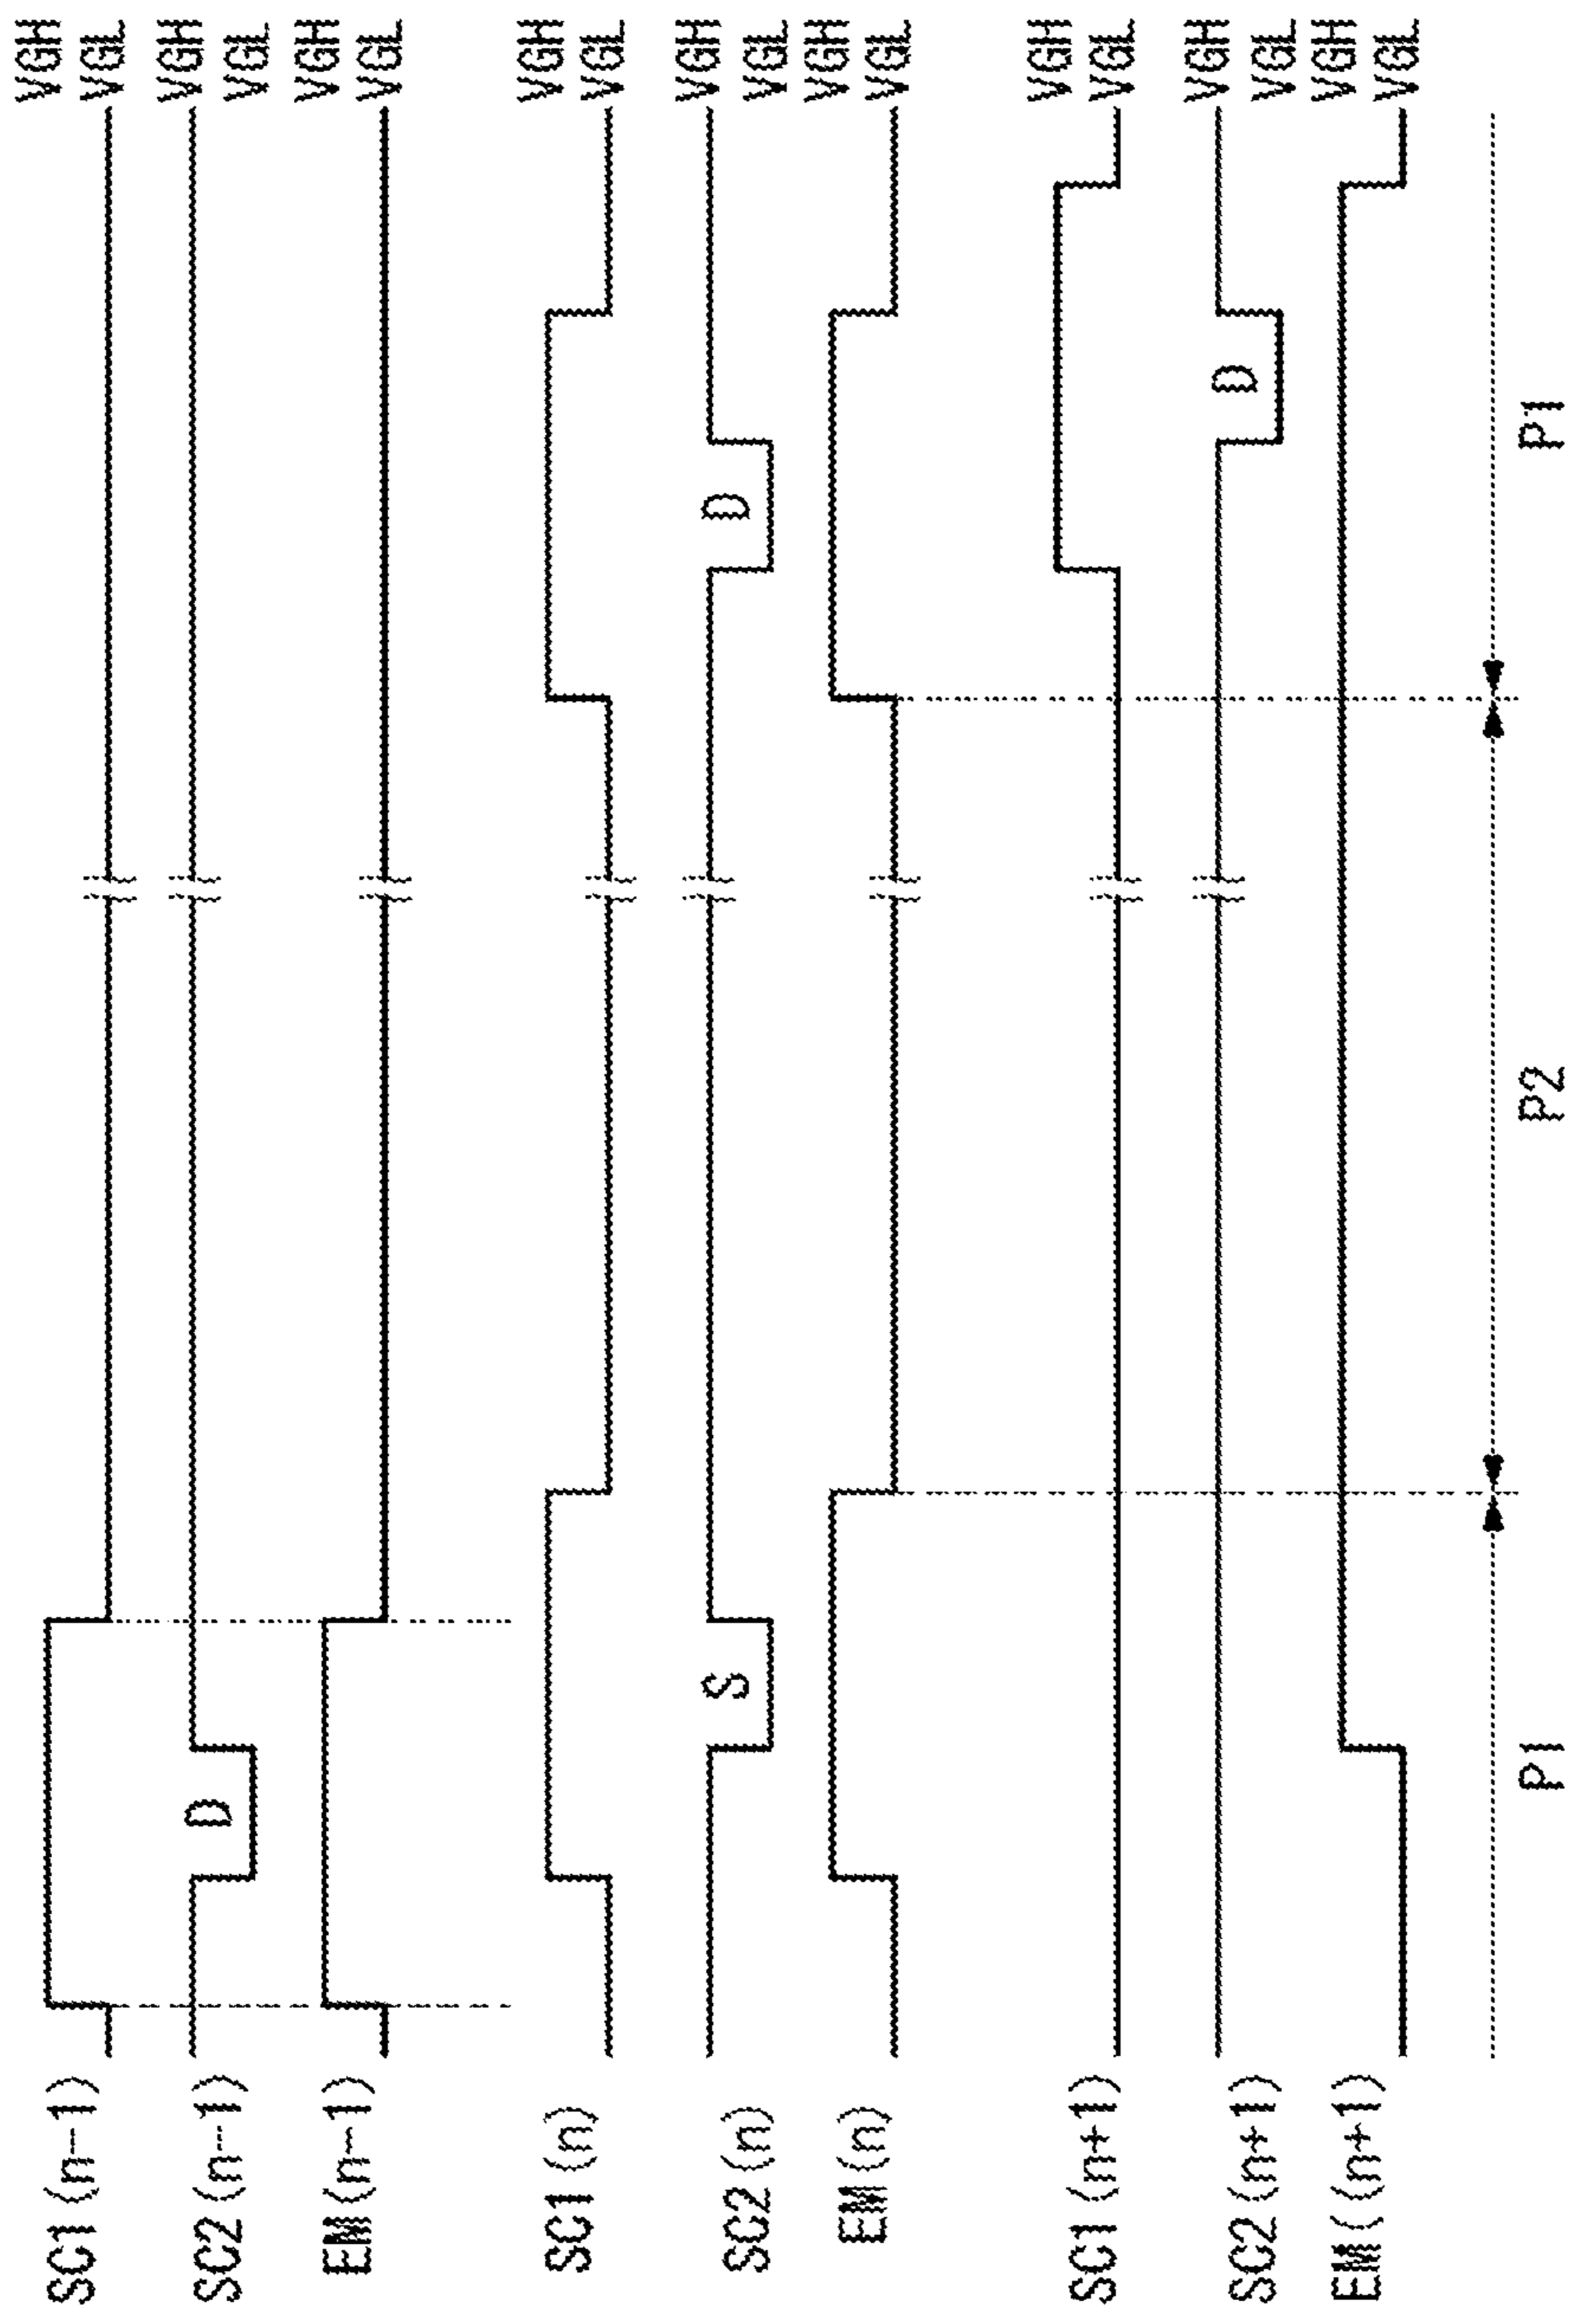 SC1(n-1)
VGH
VGL
SC2(n-1)
D
VGH
VGL
EM(n-1)
VGH
VGL
SC1(n)
VGH
VGL
SC2(n)
S
D
VGH
VGL
EM(n)
VGH
VGL
SC1(n+1)
VGH
VGL
SC2(n+1)
D
VGH
VGL
EM((n+1)
VGH
VGL
P1
P2
P1